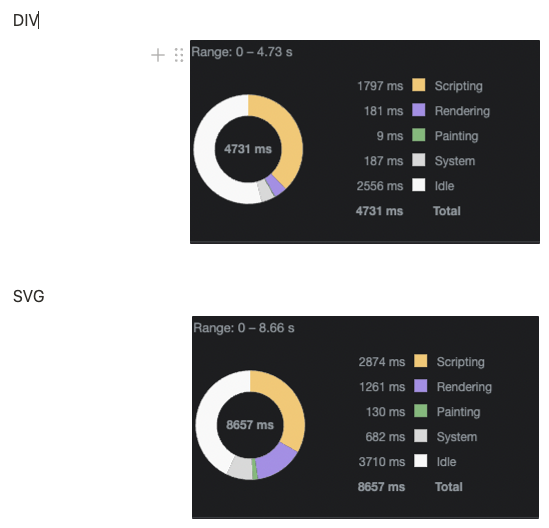 DIV
Range: 0 – 4.73 s
4731 ms
1797 ms Scripting
181 ms Rendering
9 ms Painting
187 ms System
2556 ms Idle
4731 ms Total
SVG
Range: 0 – 8.66 s
8657 ms
2874 ms Scripting
1261 ms Rendering
130 ms Painting
682 ms System
3710 ms Idle
8657 ms Total